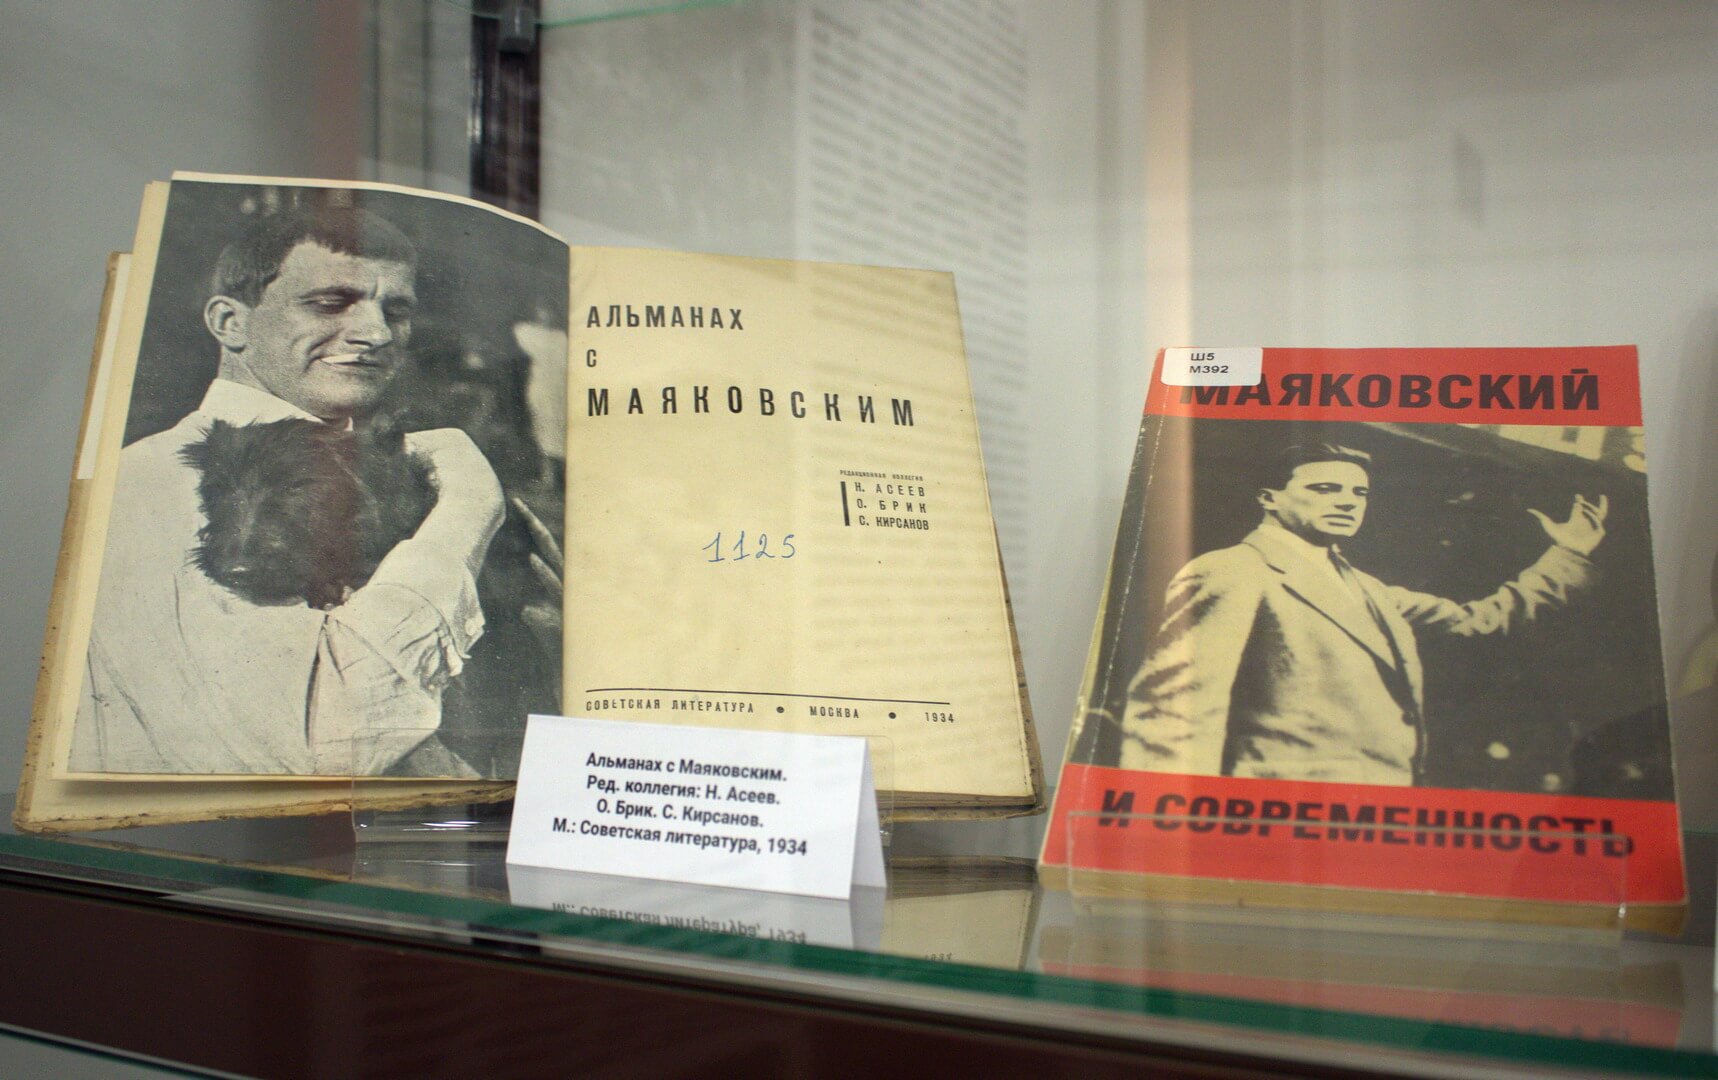 АЛЬМАНАХ
С
МАЯКОВСКИМ
РЕДАКЦИОННАЯ КОЛЛЕГИЯ
Н. АСЕЕВ
О. БРИК
С. КИРСАНОВ
1125
СОВЕТСКАЯ ЛИТЕРАТУРА ● МОСКВА ● 1934
Альманах с Маяковским.
Ред. коллегия: Н. Асеев.
О. Брик. С. Кирсанов.
М.: Советская литература, 1934
Ш5
М392
МАЯКОВСКИЙ
И СОВРЕМЕННОСТЬ